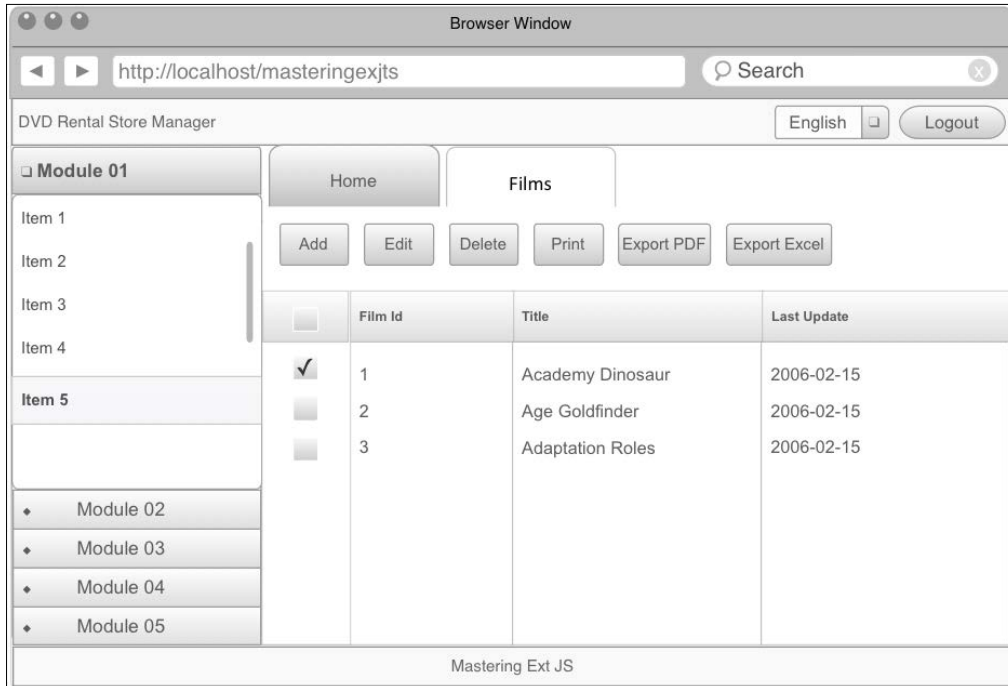 Browser Window
http://localhost/masteringexjts
Search
X
DVD Rental Store Manager
English
Logout
Module 01
Item 1
Item 2
Item 3
Item 4
Item 5
Module 02
Module 03
Module 04
Module 05
Home
Films
Add
Edit
Delete
Print
Export PDF
Export Excel
Film Id Title Last Update
1 Academy Dinosaur 2006-02-15
2 Age Goldfinder 2006-02-15
3 Adaptation Roles 2006-02-15
Mastering Ext JS